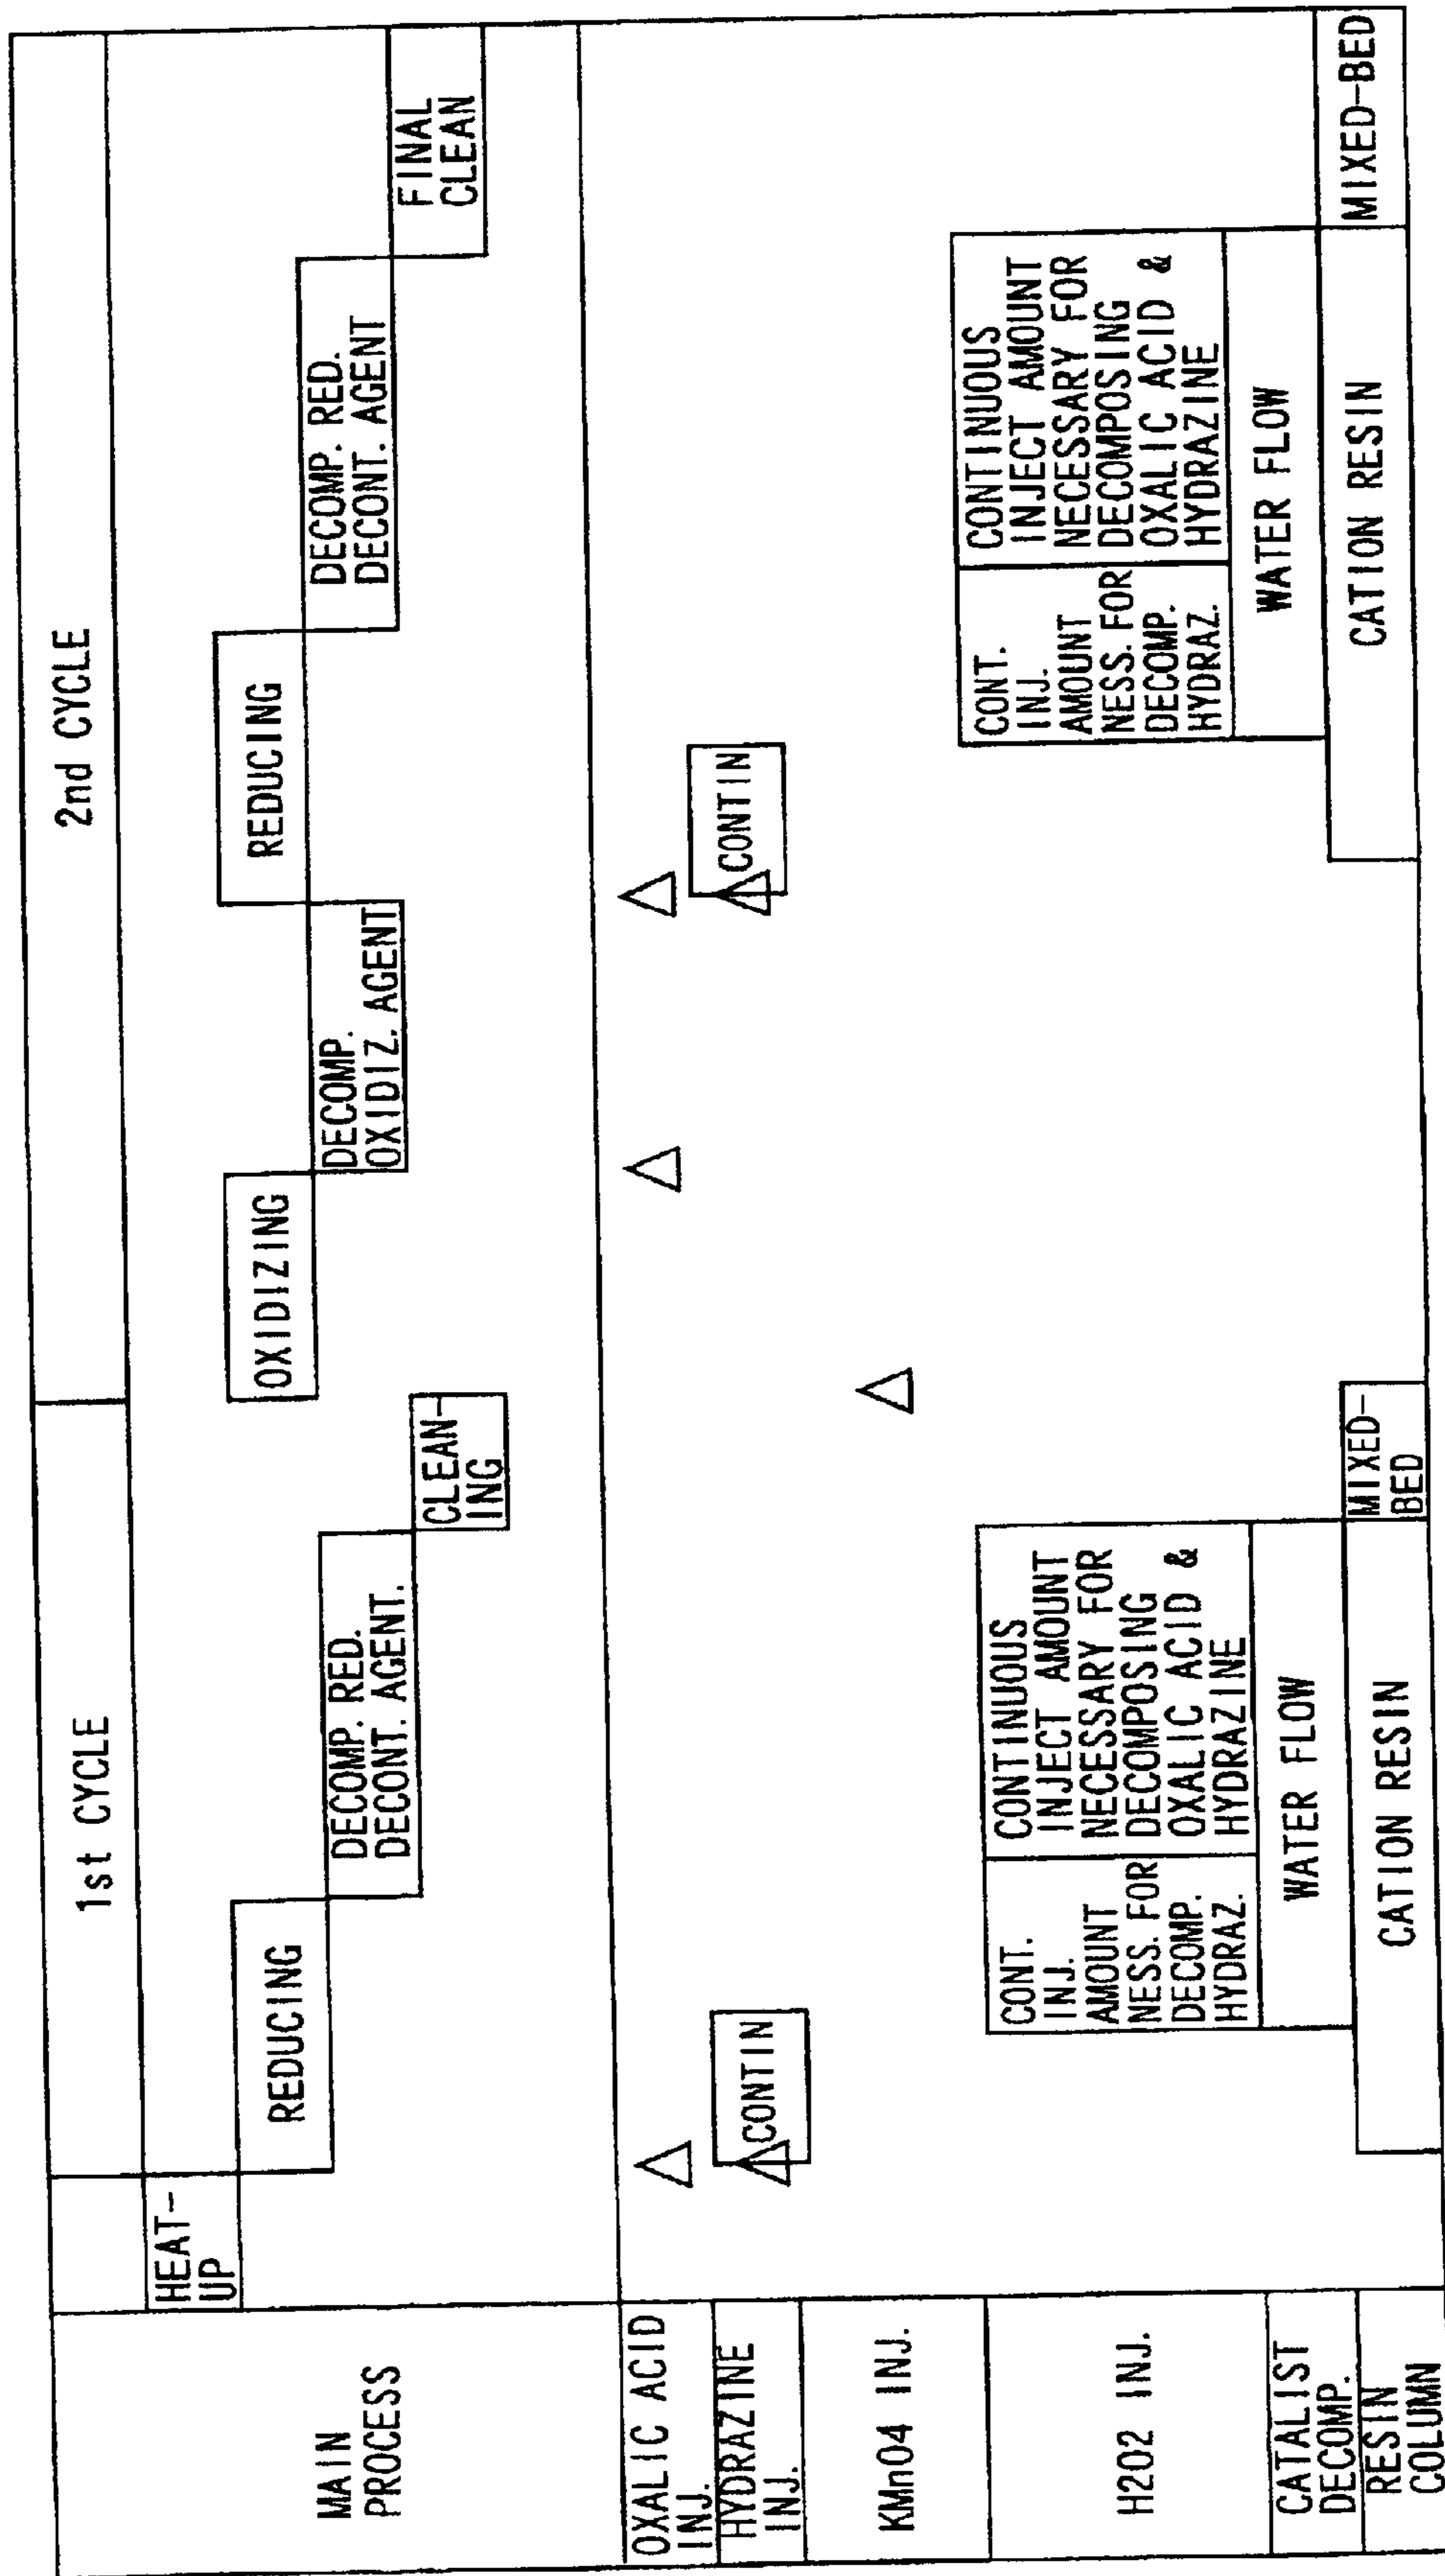 1st CYCLE
2nd CYCLE
MAIN
PROCESS
HEAT-
UP
REDUCING
DECOMP. RED.
DECONT. AGENT.
CLEAN-
ING
OXIDIZING
DECOMP.
OXIDIZ. AGENT
REDUCING
DECOMP. RED.
DECONT. AGENT
FINAL
CLEAN
OXALIC ACID
INJ.
HYDRAZINE
INJ.
CONTIN
CONTIN
KMnO4 INJ.
H2O2 INJ.
CONT.
INJ.
AMOUNT
NESS. FOR
DECOMP.
HYDRAZ.
CONTINUOUS
INJECT AMOUNT
NECESSARY FOR
DECOMPOSING
OXALIC ACID &
HYDRAZINE
CONT.
INJ.
AMOUNT
NESS. FOR
DECOMP.
HYDRAZ.
CONTINUOUS
INJECT AMOUNT
NECESSARY FOR
DECOMPOSING
OXALIC ACID &
HYDRAZINE
CATALIST
DECOMP.
WATER FLOW
WATER FLOW
RESIN
COLUMN
CATION RESIN
MIXED-
BED
CATION RESIN
MIXED-BED